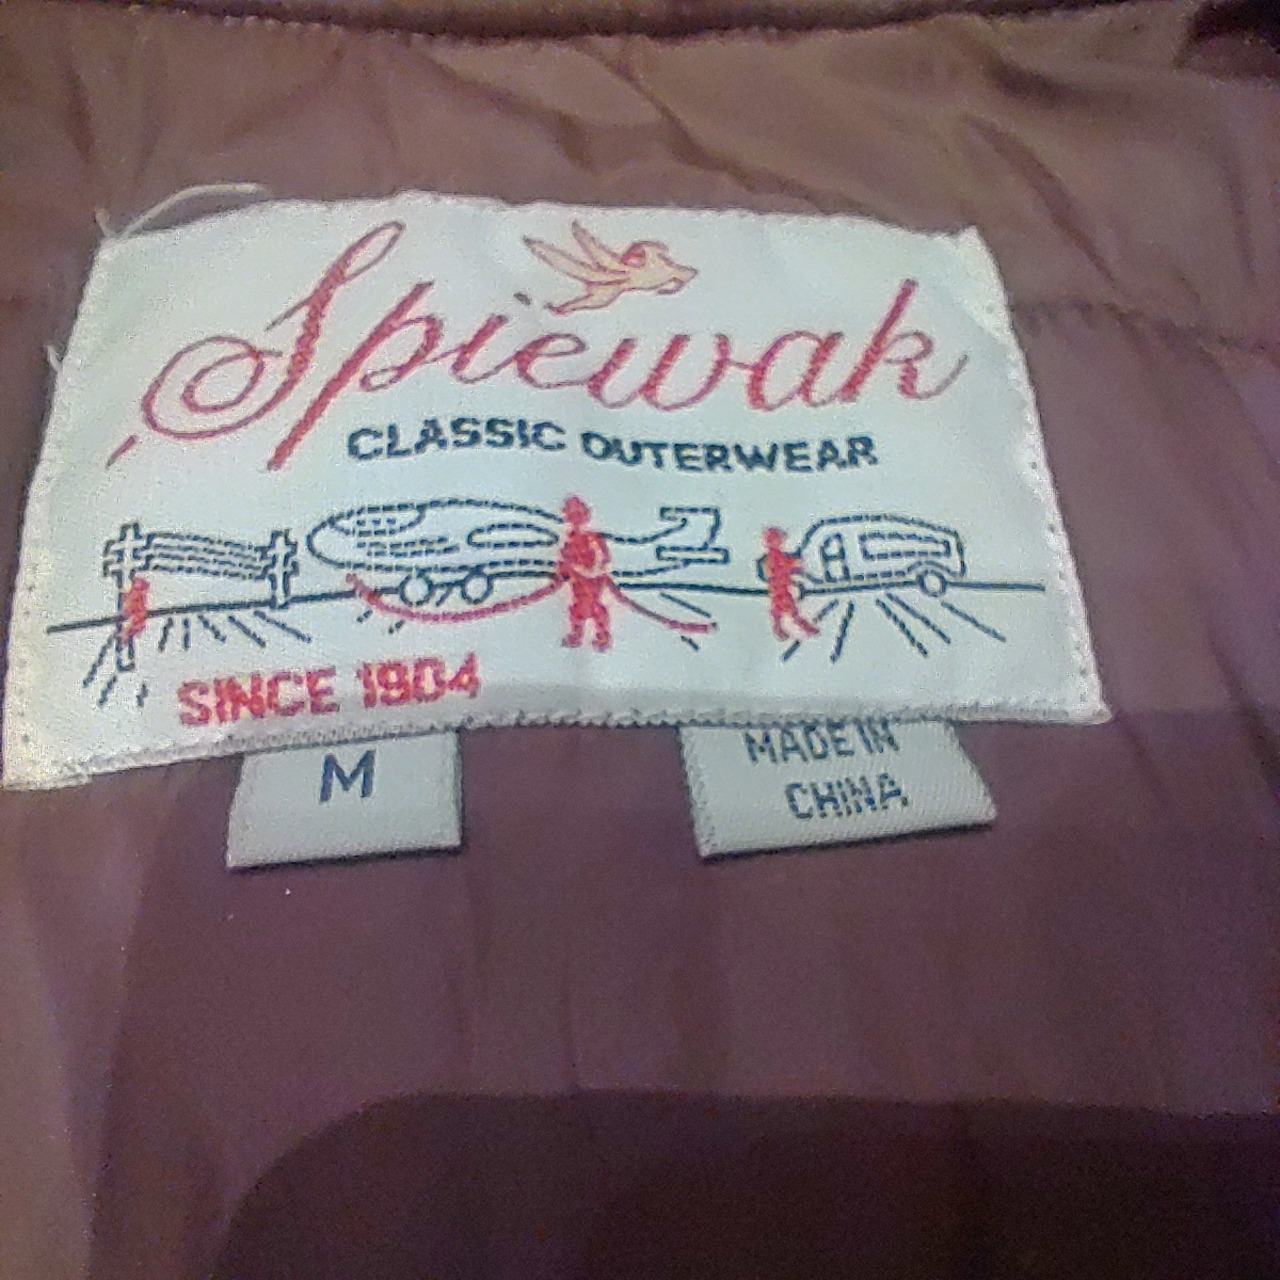 Spiewak
CLASSIC OUTERWEAR
SINCE 1904
M
MADE IN
CHINA